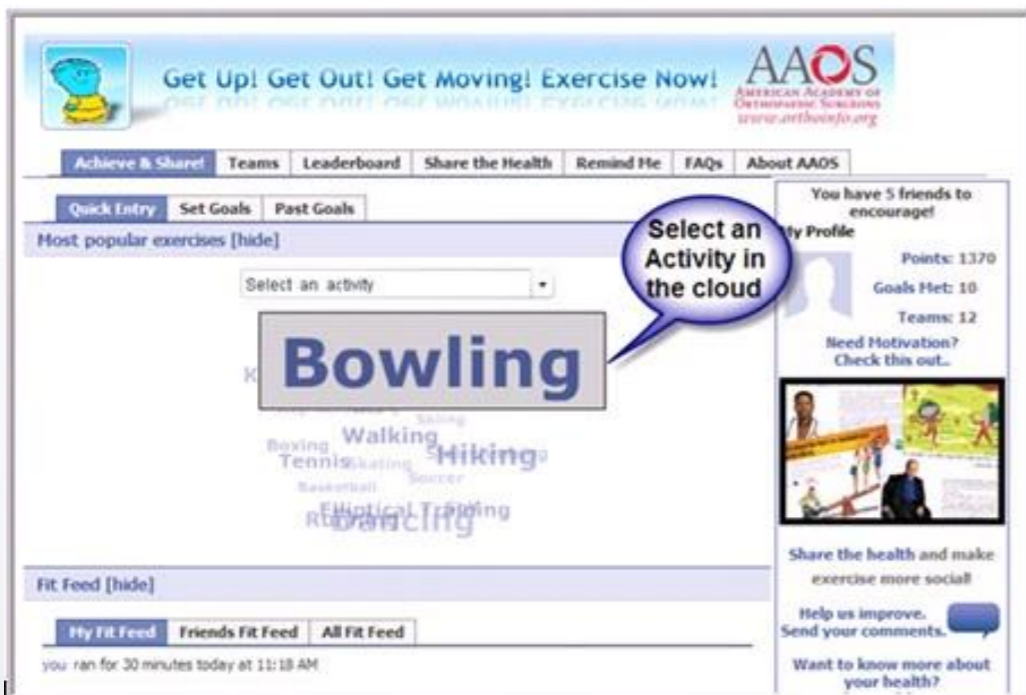 Get Up! Get Out! Get Moving! Exercise Now!
AAOS
AMERICAN ACADEMY OF
ORTHOPAEDIC SURGEONS
www.orthoinfo.org
Achieve & Share! Teams Leaderboard Share the Health Remind Me FAQs About AAOS
Quick Entry Set Goals Past Goals
Most popular exercises [hide]
Select an activity
Select an
Activity in
the cloud
Bowling
Skiing
Walking
Boxing
Hiking
Tennis
Skating
Soccer
Basketball
Elliptical Training
Dancing
Fit Feed [hide]
My Fit Feed Friends Fit Feed All Fit Feed
you ran for 30 minutes today at 11:18 AM
You have 5 friends to
encourage!
My Profile
Points: 1370
Goals Met: 10
Teams: 12
Need Motivation?
Check this out..
Share the health and make
exercise more social!
Help us improve.
Send your comments.
Want to know more about
your health?